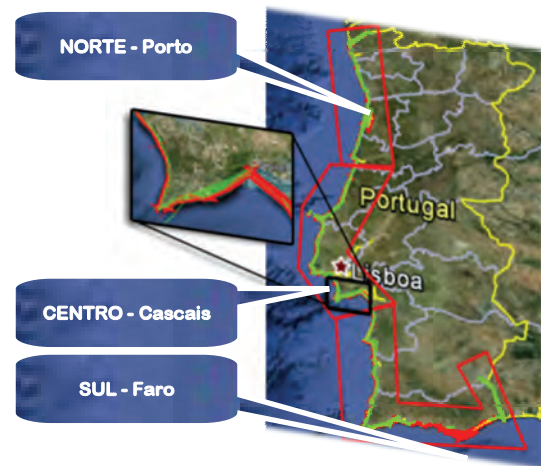 NORTE - Porto
Portugal
Lisboa
CENTRO - Cascais
SUL - Faro